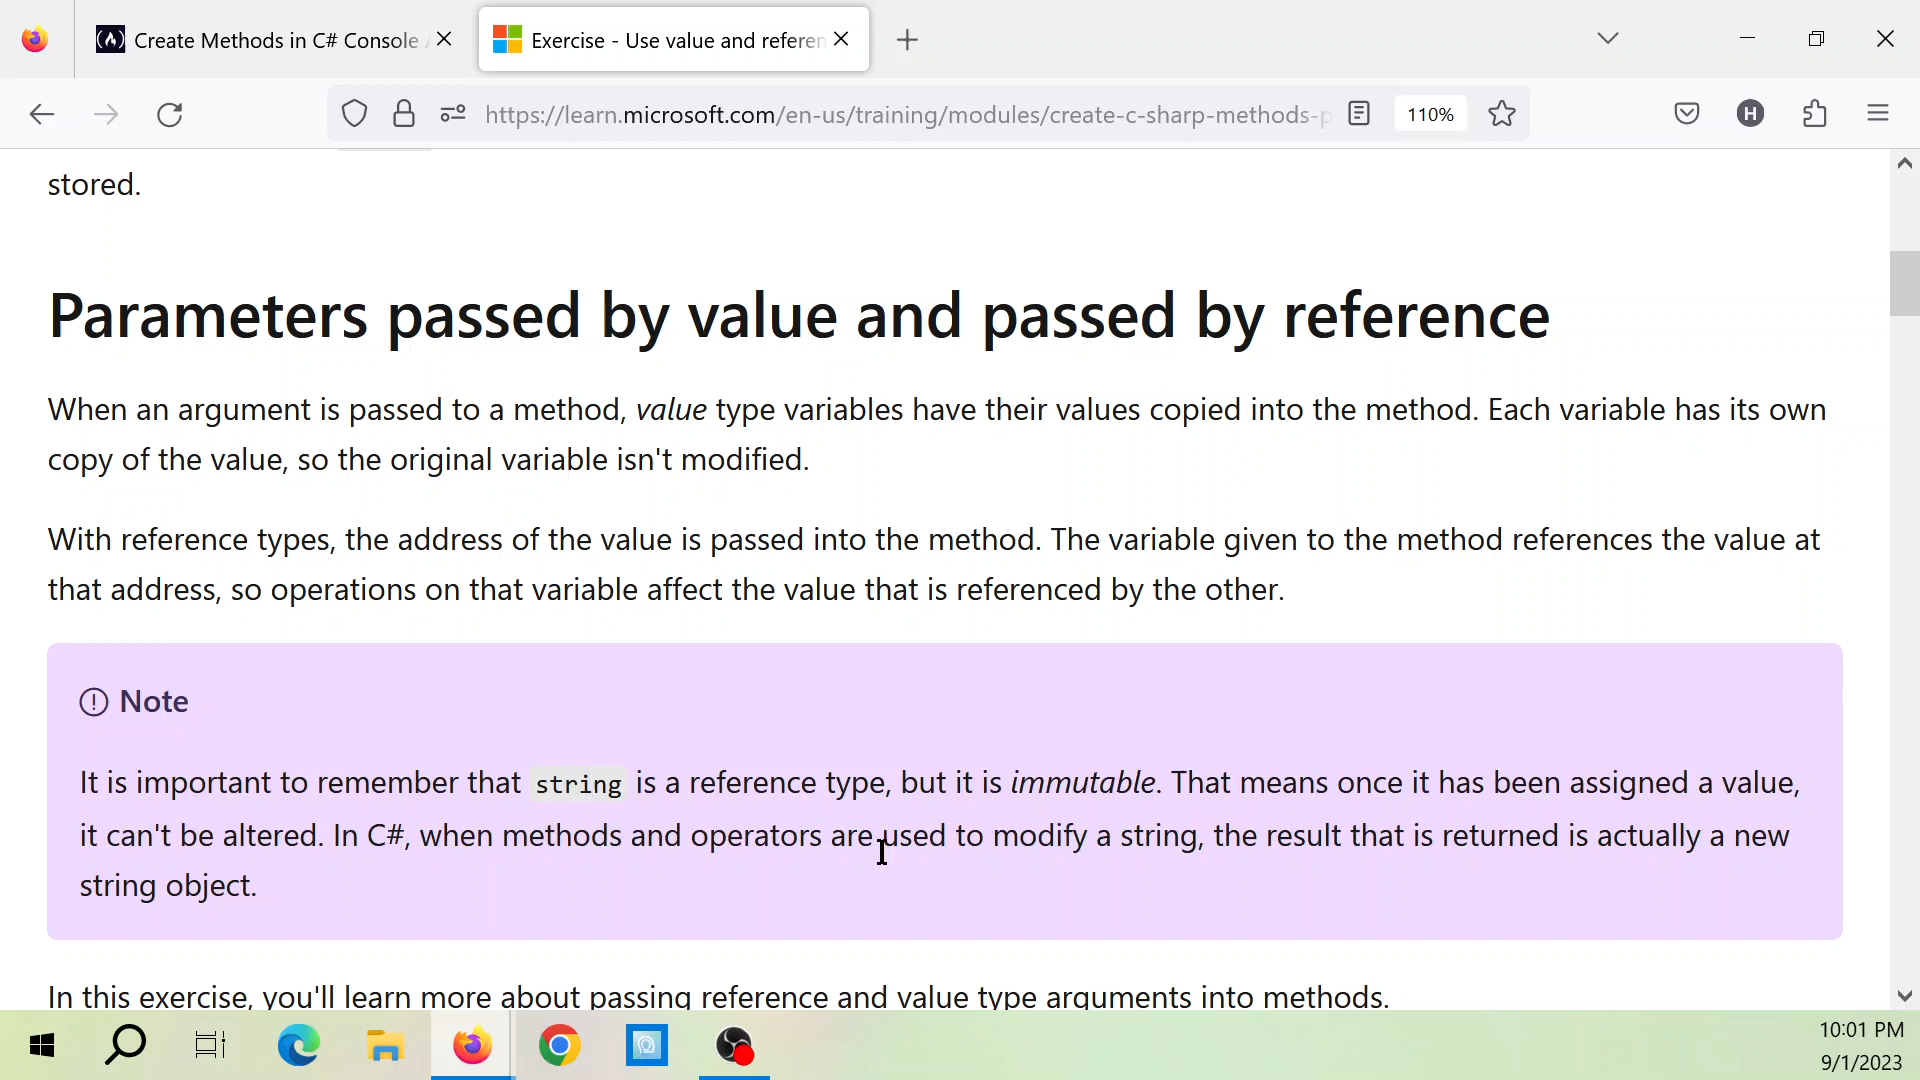 Create Methods in C# Console
Exercise - Use value and referen
https://learn.microsoft.com/en-us/training/modules/create-c-sharp-methods-p
110%
H
stored.
Parameters passed by value and passed by reference
When an argument is passed to a method, value type variables have their values copied into the method. Each variable has its own
copy of the value, so the original variable isn't modified.
With reference types, the address of the value is passed into the method. The variable given to the method references the value at
that address, so operations on that variable affect the value that is referenced by the other.
Note
It is important to remember that string is a reference type, but it is immutable. That means once it has been assigned a value,
it can't be altered. In C#, when methods and operators are used to modify a string, the result that is returned is actually a new
string object.
In this exercise, you'll learn more about passing reference and value type arguments into methods.
10:01 PM
9/1/2023